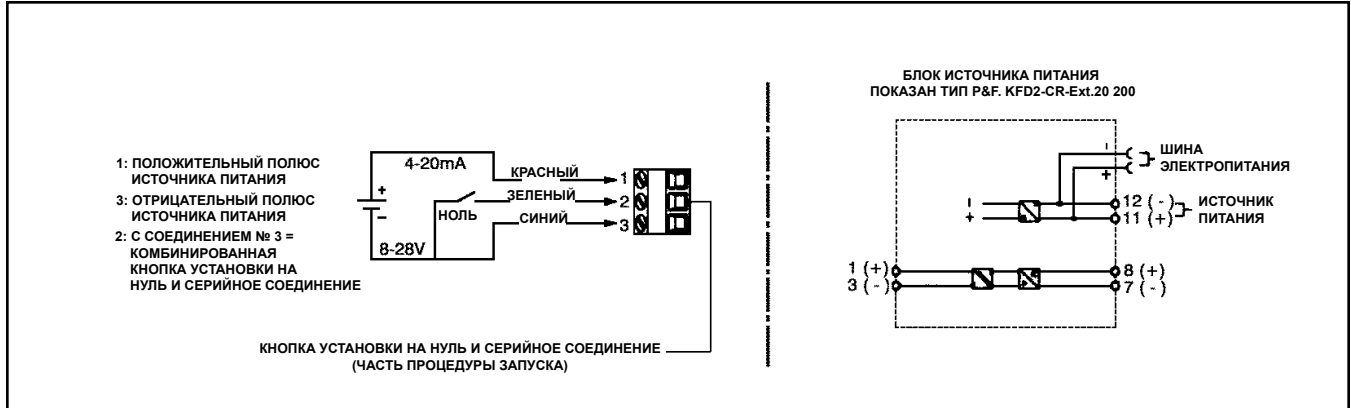 1: ПОЛОЖИТЕЛЬНЫЙ ПОЛЮС
ИСТОЧНИКА ПИТАНИЯ
3: ОТРИЦАТЕЛЬНЫЙ ПОЛЮС
ИСТОЧНИКА ПИТАНИЯ
2: С СОЕДИНЕНИЕМ № 3 =
КОМБИНИРОВАННАЯ
КНОПКА УСТАНОВКИ НА
НУЛЬ И СЕРИЙНОЕ СОЕДИНЕНИЕ
4-20mA
+
−
8-28V
НОЛЬ
КРАСНЫЙ 1
ЗЕЛЕНЫЙ 2
СИНИЙ 3
КНОПКА УСТАНОВКИ НА НУЛЬ И СЕРИЙНОЕ СОЕДИНЕНИЕ
(ЧАСТЬ ПРОЦЕДУРЫ ЗАПУСКА)
БЛОК ИСТОЧНИКА ПИТАНИЯ
ПОКАЗАН ТИП P&F. KFD2-CR-Ext.20 200
-
+
ШИНА
ЭЛЕКТРОПИТАНИЯ
-
+
12 (-)
11 (+)
ИСТОЧНИК
ПИТАНИЯ
1 (+)
3 (-)
8 (+)
7 (-)